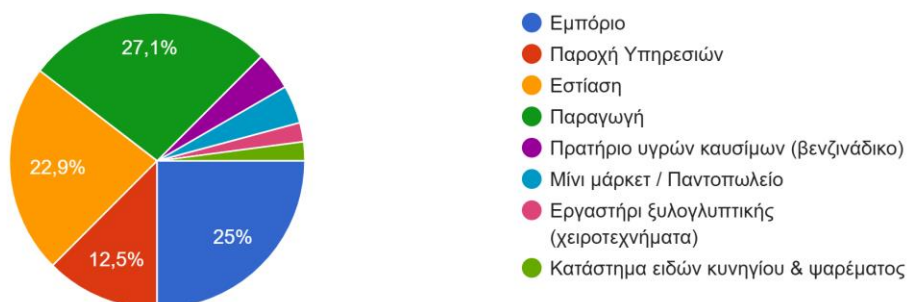 27,1%
22,9%
12,5%
25%
Εμπόριο
Παροχή Υπηρεσιών
Εστίαση
Παραγωγή
Πρατήριο υγρών καυσίμων (βενζινάδικο)
Μίνι μάρκετ / Παντοπωλείο
Εργαστήρι ξυλογλυπτικής
(χειροτεχνήματα)
Κατάστημα ειδών κυνηγίου & ψαρέματος